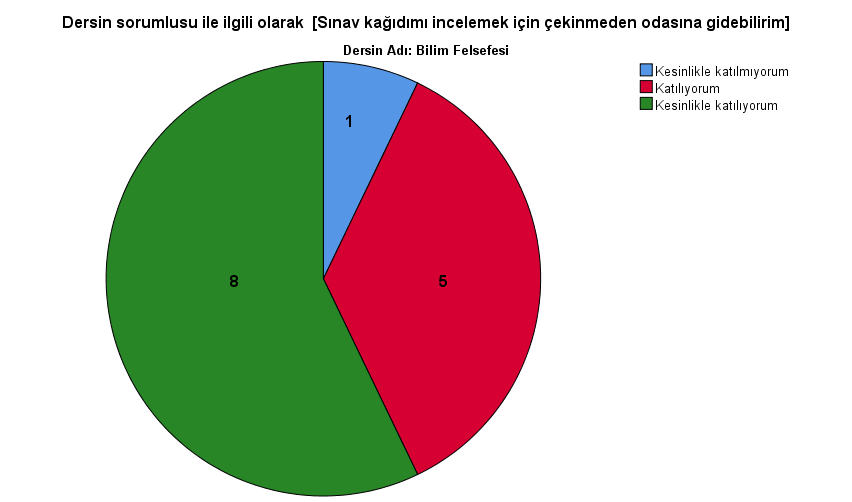 Dersin sorumlusu ile ilgili olarak [Sınav kağıdımı incelemek için çekinmeden odasına gidebilirim]
Dersin Adı: Bilim Felsefesi
Kesinlikle katılmıyorum
Katılıyorum
Kesinlikle katılıyorum
1
8
5